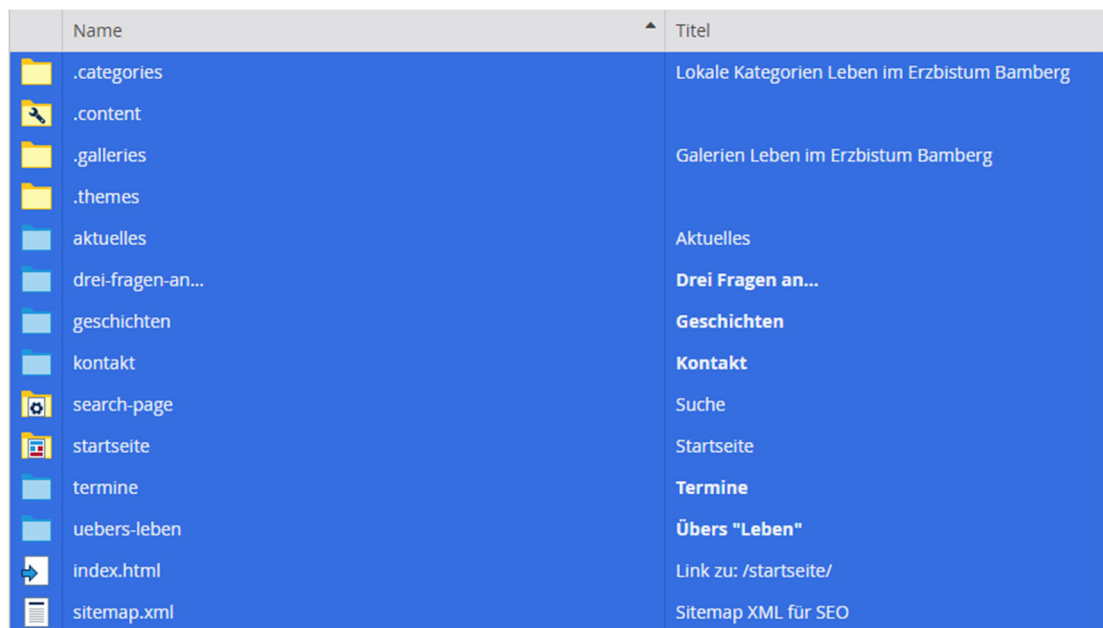 Name Titel
.categories Lokale Kategorien Leben im Erzbistum Bamberg
.content
.galleries Galerien Leben im Erzbistum Bamberg
.themes
aktuelles Aktuelles
drei-fragen-an... Drei Fragen an...
geschichten Geschichten
kontakt Kontakt
search-page Suche
startseite Startseite
termine Termine
uebers-leben Übers "Leben"
index.html Link zu: /startseite/
sitemap.xml Sitemap XML für SEO